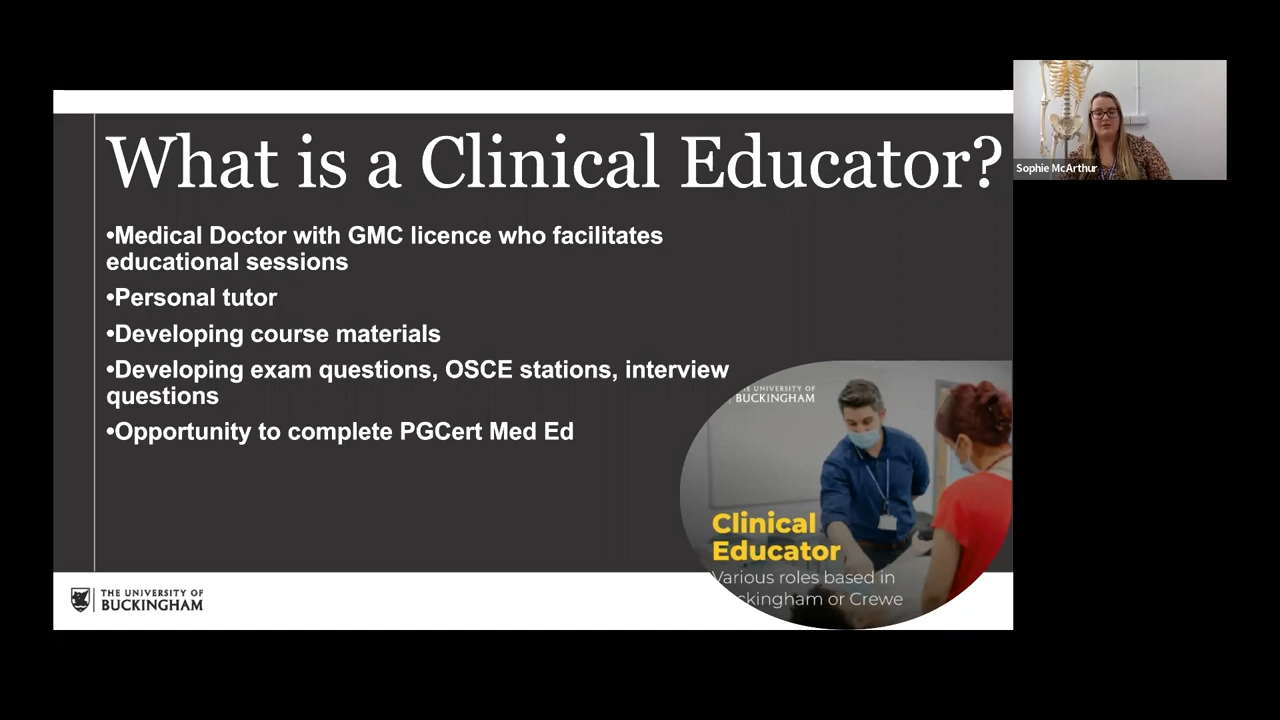 What is a Clinical Educator?
•Medical Doctor with GMC licence who facilitates
educational sessions
•Personal tutor
•Developing course materials
•Developing exam questions, OSCE stations, interview
questions
•Opportunity to complete PGCert Med Ed
THE UNIVERSITY OF
BUCKINGHAM
Clinical
Educator
Various roles based in
or Crewe
THE UNIVERSITY OF
BUCKINGHAM
Sophie McArthur